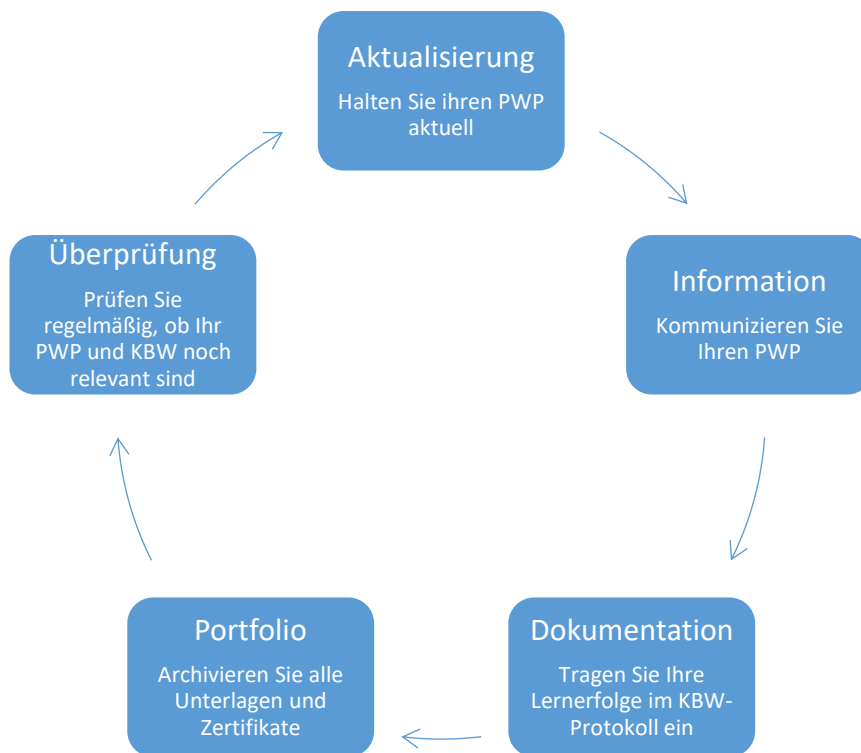 Aktualisierung
Halten Sie ihren PWP
aktuell
Information
Kommunizieren Sie
Ihren PWP
Dokumentation
Tragen Sie Ihre
Lernerfolge im KBW-
Protokoll ein
Portfolio
Archivieren Sie alle
Unterlagen und
Zertifikate
Überprüfung
Prüfen Sie
regelmäßig, ob Ihr
PWP und KBW noch
relevant sind